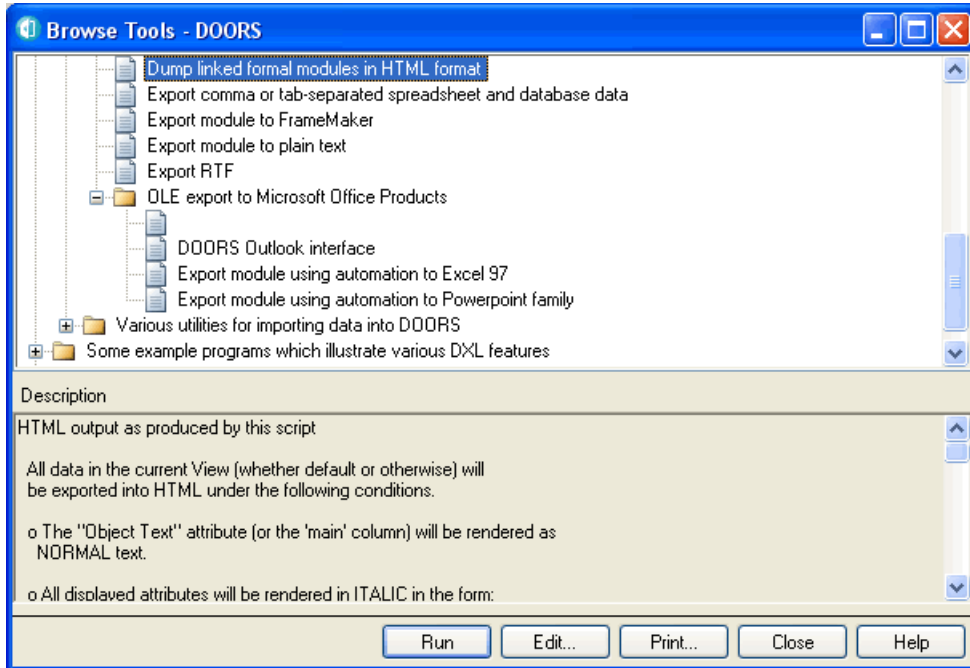 Browse Tools - DOORS
Dump linked formal modules in HTML format
Export comma or tab-separated spreadsheet and database data
Export module to FrameMaker
Export module to plain text
Export RTF
OLE export to Microsoft Office Products
DOORS Outlook interface
Export module using automation to Excel 97
Export module using automation to Powerpoint family
Various utilities for importing data into DOORS
Some example programs which illustrate various DXL features
Description
HTML output as produced by this script
All data in the current View (whether default or otherwise) will
be exported into HTML under the following conditions.
o The "Object Text" attribute (or the 'main' column) will be rendered as
NORMAL text.
o All displayed attributes will be rendered in ITALIC in the form:
Run Edit... Print... Close Help